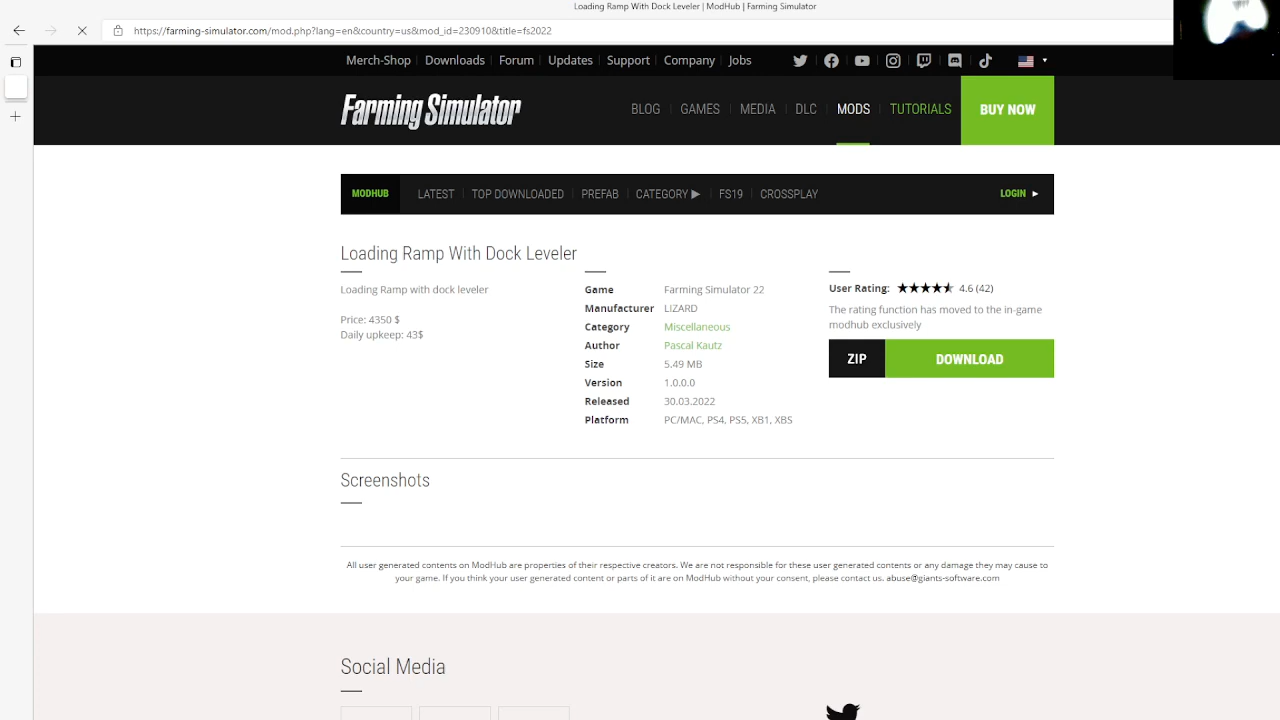 Loading Ramp With Dock Leveler | ModHub | Farming Simulator
https://farming-simulator.com/mod.php?lang=en&country=us&mod_id=230910&title=fs2022
Merch-Shop Downloads Forum Updates Support Company Jobs
Farming Simulator BLOG GAMES MEDIA DLC MODS TUTORIALS BUY NOW
MODHUB LATEST TOP DOWNLOADED PREFAB CATEGORY ▶ FS19 CROSSPLAY LOGIN ►
Loading Ramp With Dock Leveler
Loading Ramp with dock leveler
Price: 4350 $
Daily upkeep: 43$
Game Farming Simulator 22
Manufacturer LIZARD
Category Miscellaneous
Author Pascal Kautz
Size 5.49 MB
Version 1.0.0.0
Released 30.03.2022
Platform PC/MAC, PS4, PS5, XB1, XBS
User Rating: 4.6 (42)
The rating function has moved to the in-game
modhub exclusively
ZIP DOWNLOAD
Screenshots
All user generated contents on ModHub are properties of their respective creators. We are not responsible for these user generated contents or any damage they may cause to
your game. If you think your user generated content or parts of it are on ModHub without your consent, please contact us. abuse@giants-software.com
Social Media